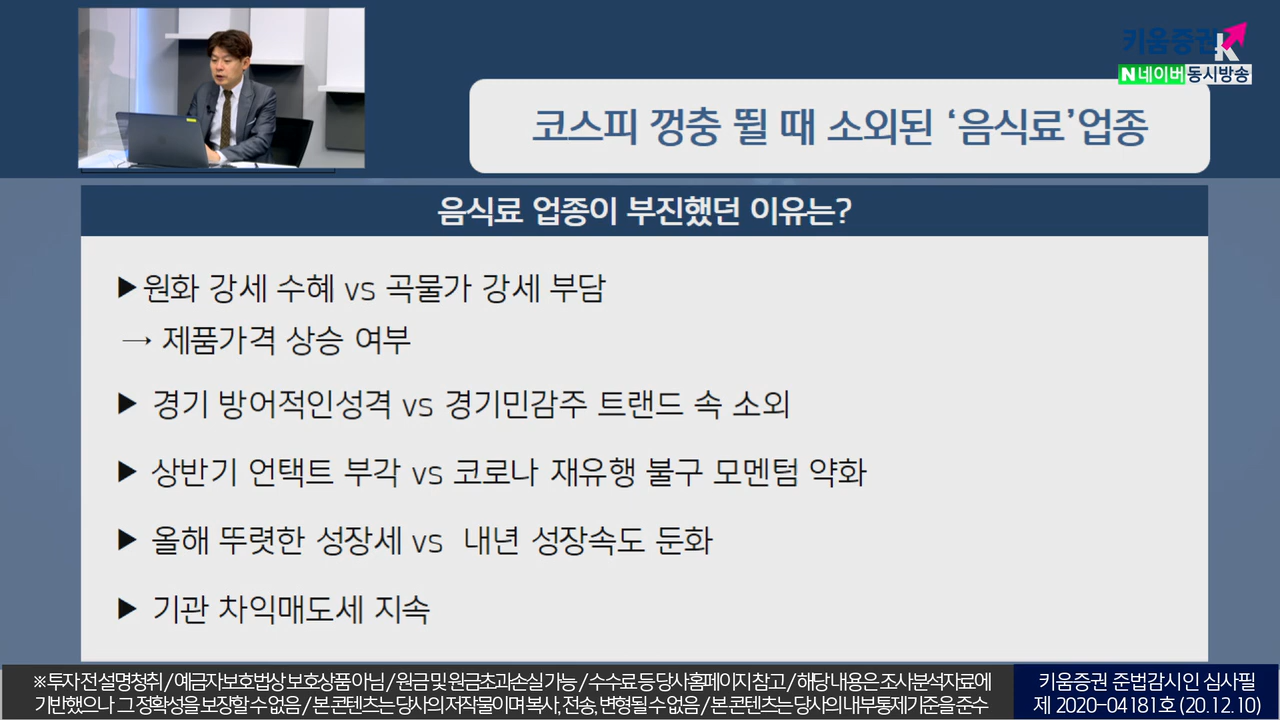 키움증권
N 네이버 동시방송
코스피 껑충 뛸 때 소외된 ‘음식료’업종
음식료 업종이 부진했던 이유는?
▶원화 강세 수혜 vs 곡물가 강세 부담
→ 제품가격 상승 여부
▶ 경기 방어적인성격 vs 경기민감주 트랜드 속 소외
▶ 상반기 언택트 부각 vs 코로나 재유행 불구 모멘텀 약화
▶ 올해 뚜렷한 성장세 vs 내년 성장속도 둔화
▶ 기관 차익매도세 지속
※투자 전 설명청취 / 예금자보호법상 보호상품 아님 / 원금 및 원금초과손실 가능 / 수수료 등 당사홈페이지 참고 / 해당 내용은 조사분석자료에
기반했으나 그 정확성을 보장할 수 없음 / 본 콘텐츠는 당사의 저작물이며 복사, 전송, 변형될 수 없음 / 본 콘텐츠는 당사의 내부통제기준을 준수
키움증권 준법감시인 심사필
제 2020-04181호 (20.12.10)